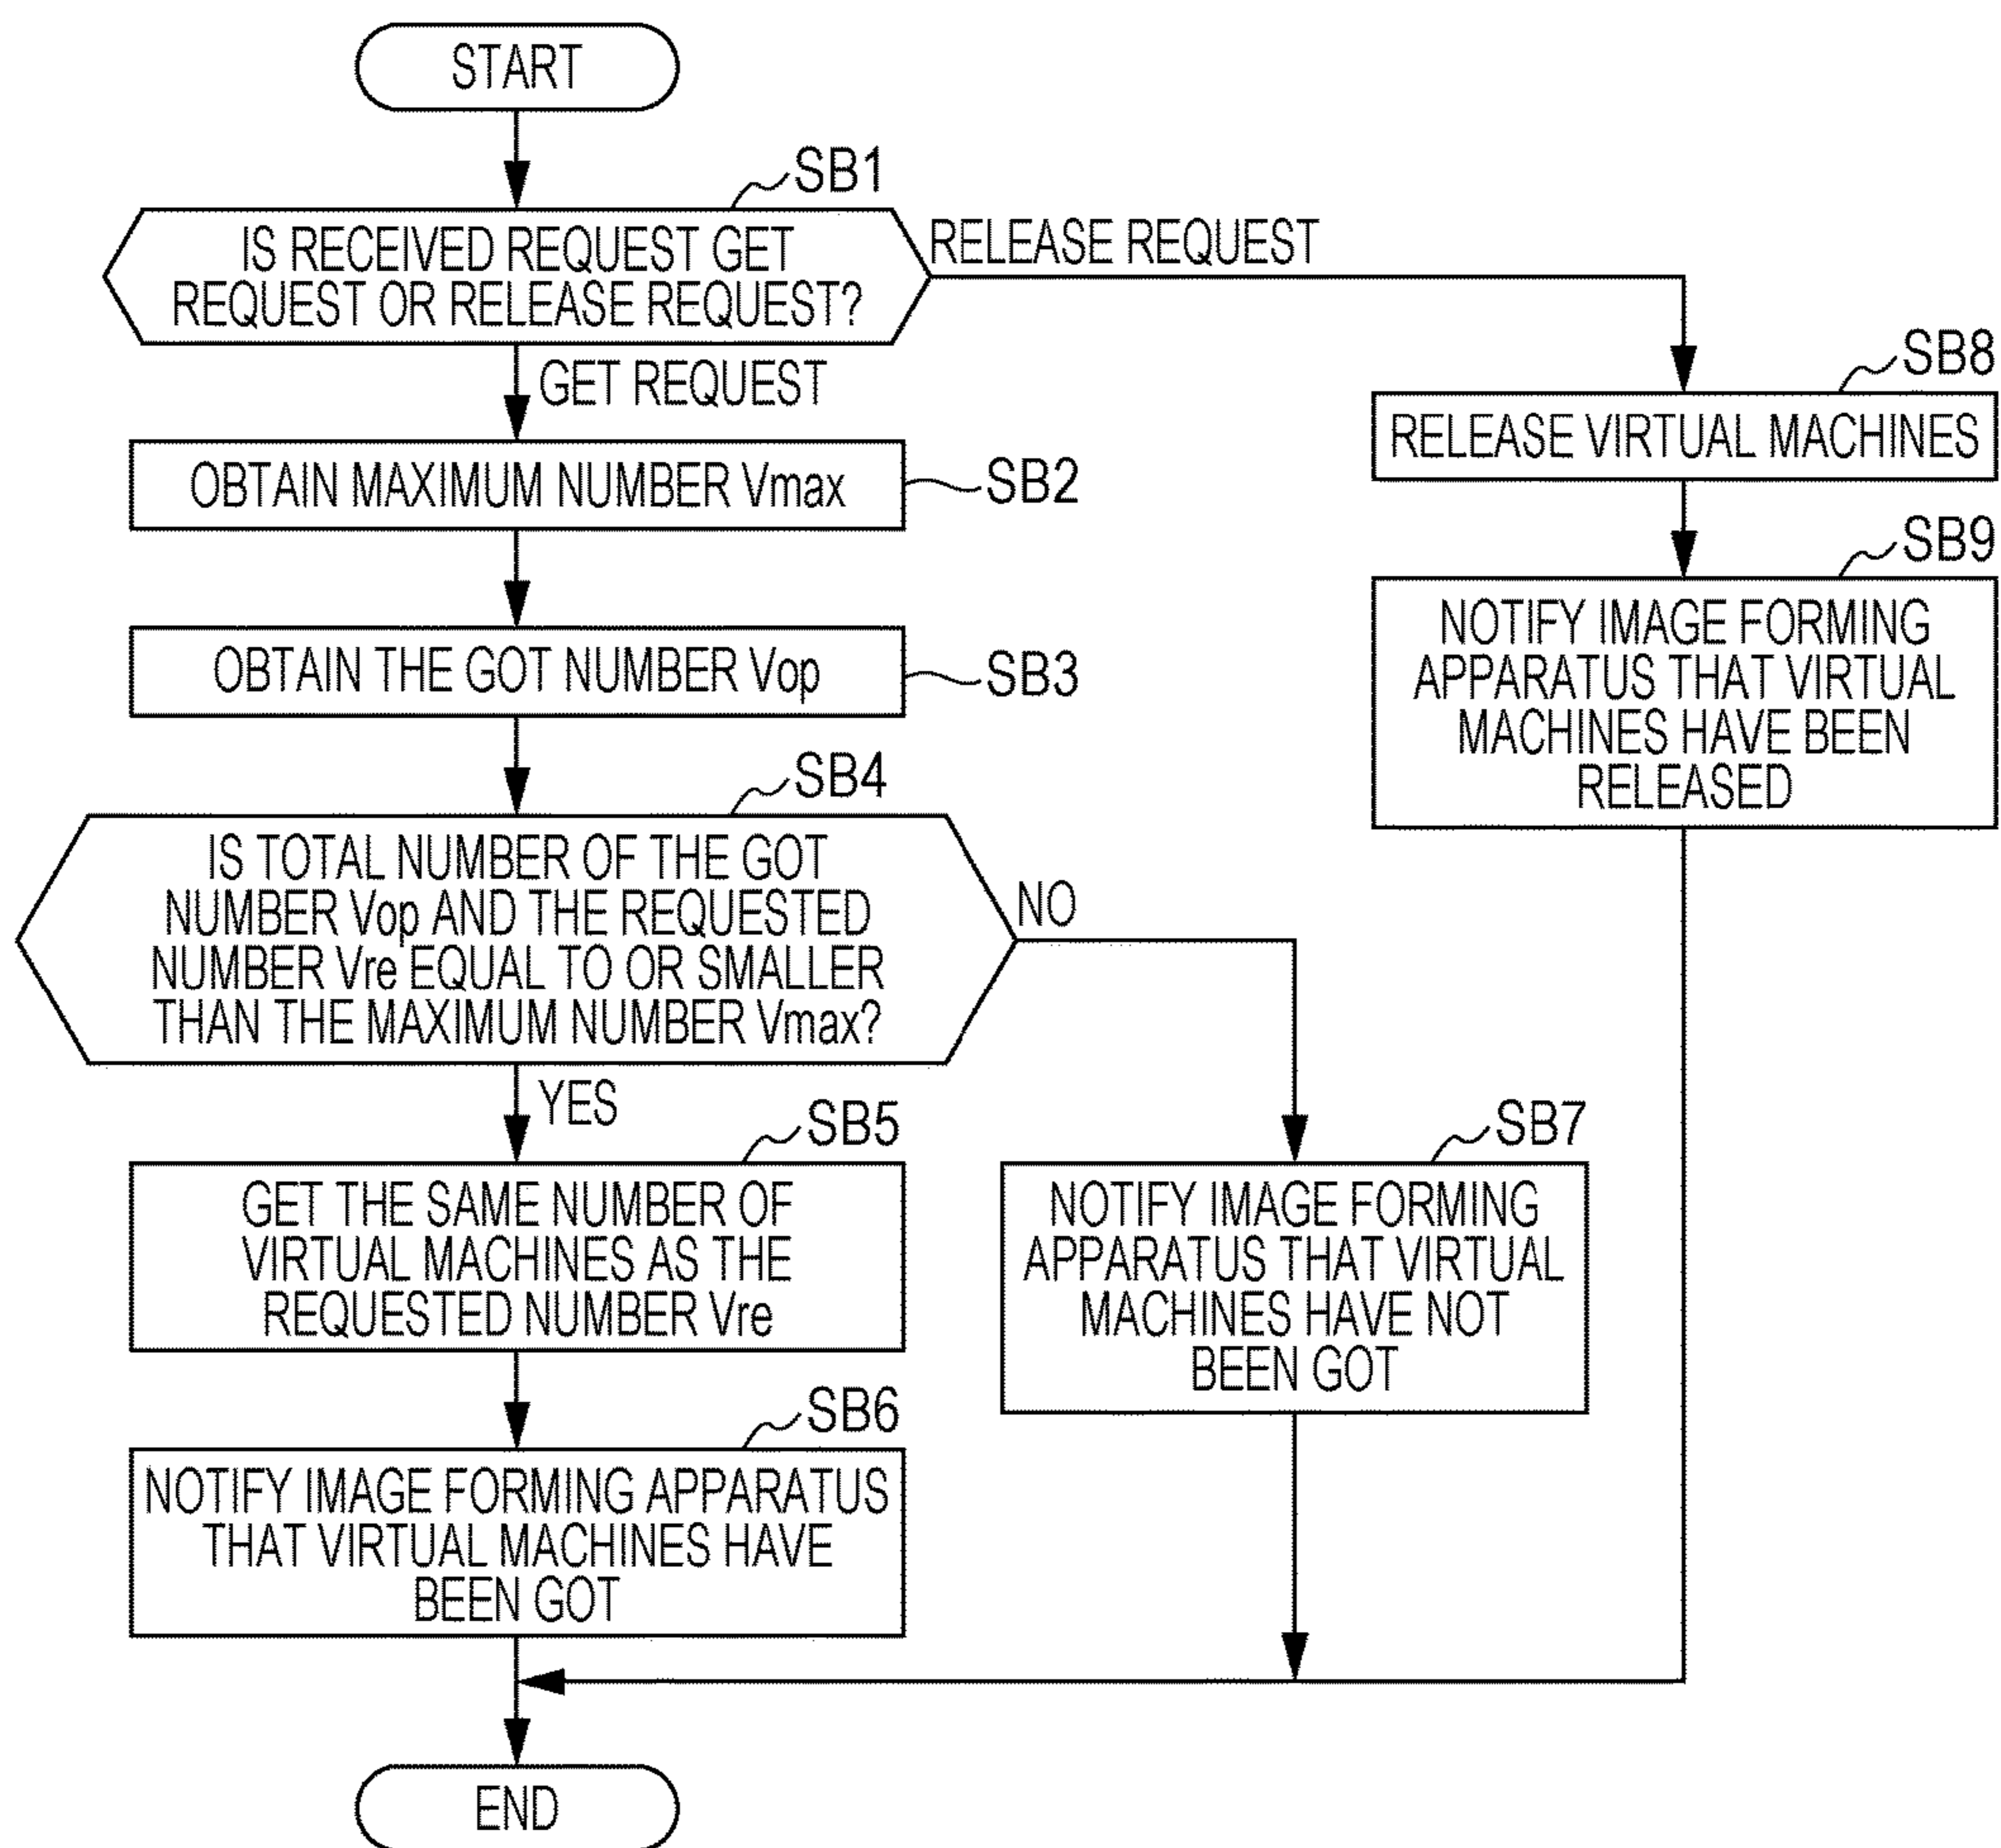 START
SB1
IS RECEIVED REQUEST GET
REQUEST OR RELEASE REQUEST?
RELEASE REQUEST
GET REQUEST
OBTAIN MAXIMUM NUMBER Vmax
SB2
OBTAIN THE GOT NUMBER Vop
SB3
SB4
IS TOTAL NUMBER OF THE GOT
NUMBER Vop AND THE REQUESTED
NUMBER Vre EQUAL TO OR SMALLER
THAN THE MAXIMUM NUMBER Vmax?
NO
YES
SB5
GET THE SAME NUMBER OF
VIRTUAL MACHINES AS THE
REQUESTED NUMBER Vre
SB6
NOTIFY IMAGE FORMING APPARATUS
THAT VIRTUAL MACHINES HAVE
BEEN GOT
SB7
NOTIFY IMAGE FORMING
APPARATUS THAT VIRTUAL
MACHINES HAVE NOT
BEEN GOT
SB8
RELEASE VIRTUAL MACHINES
SB9
NOTIFY IMAGE FORMING
APPARATUS THAT VIRTUAL
MACHINES HAVE BEEN
RELEASED
END